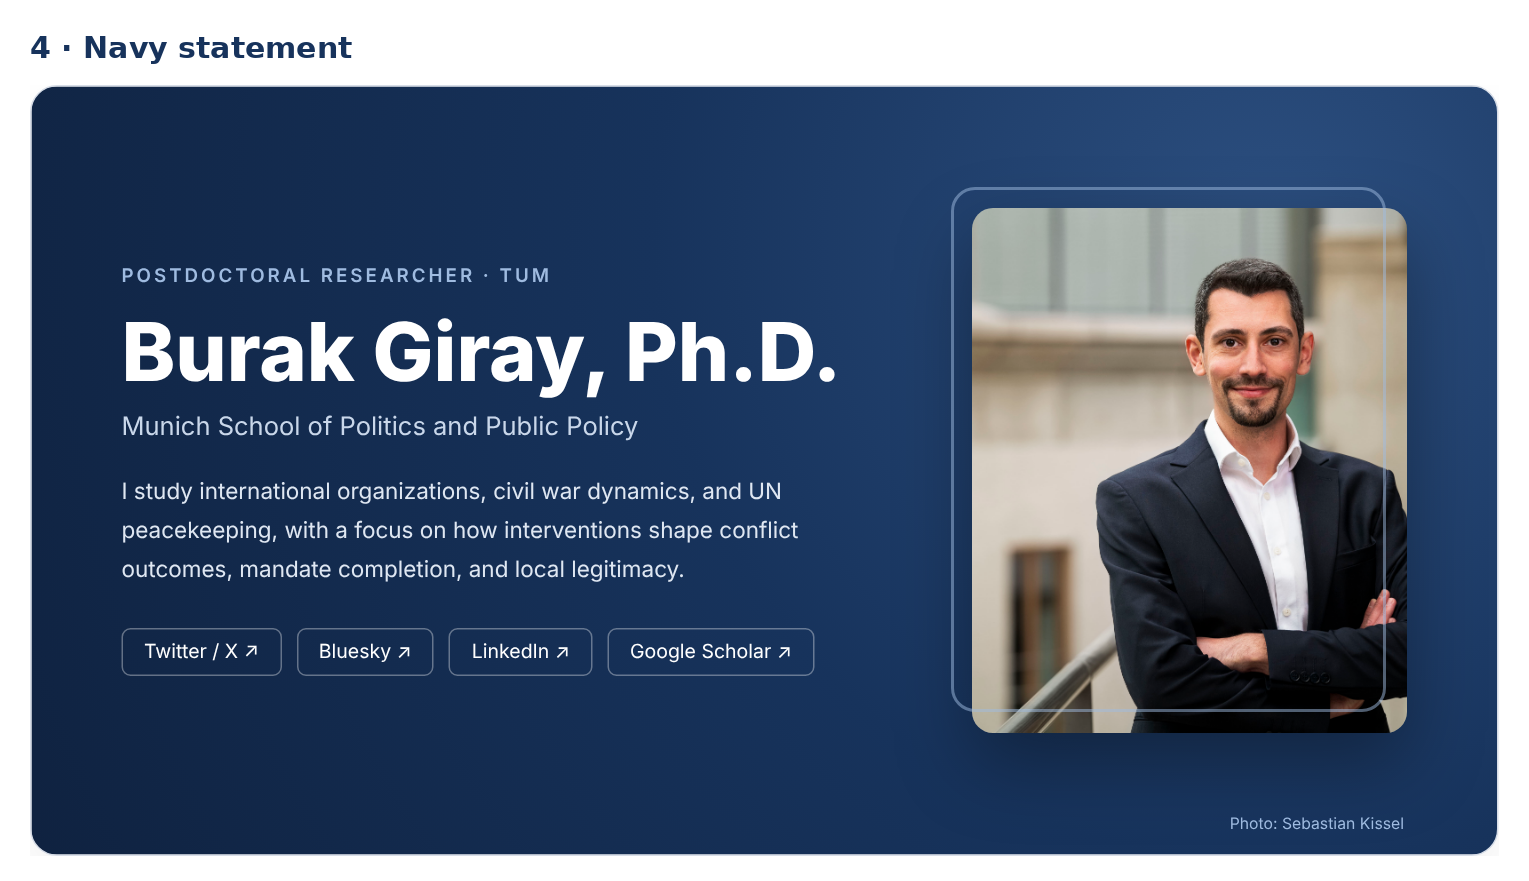 4 · Navy statement
POSTDOCTORAL RESEARCHER · TUM
Burak Giray, Ph.D.
Munich School of Politics and Public Policy
I study international organizations, civil war dynamics, and UN
peacekeeping, with a focus on how interventions shape conflict
outcomes, mandate completion, and local legitimacy.
Twitter / X ↗ Bluesky ↗ LinkedIn ↗ Google Scholar ↗
Photo: Sebastian Kissel